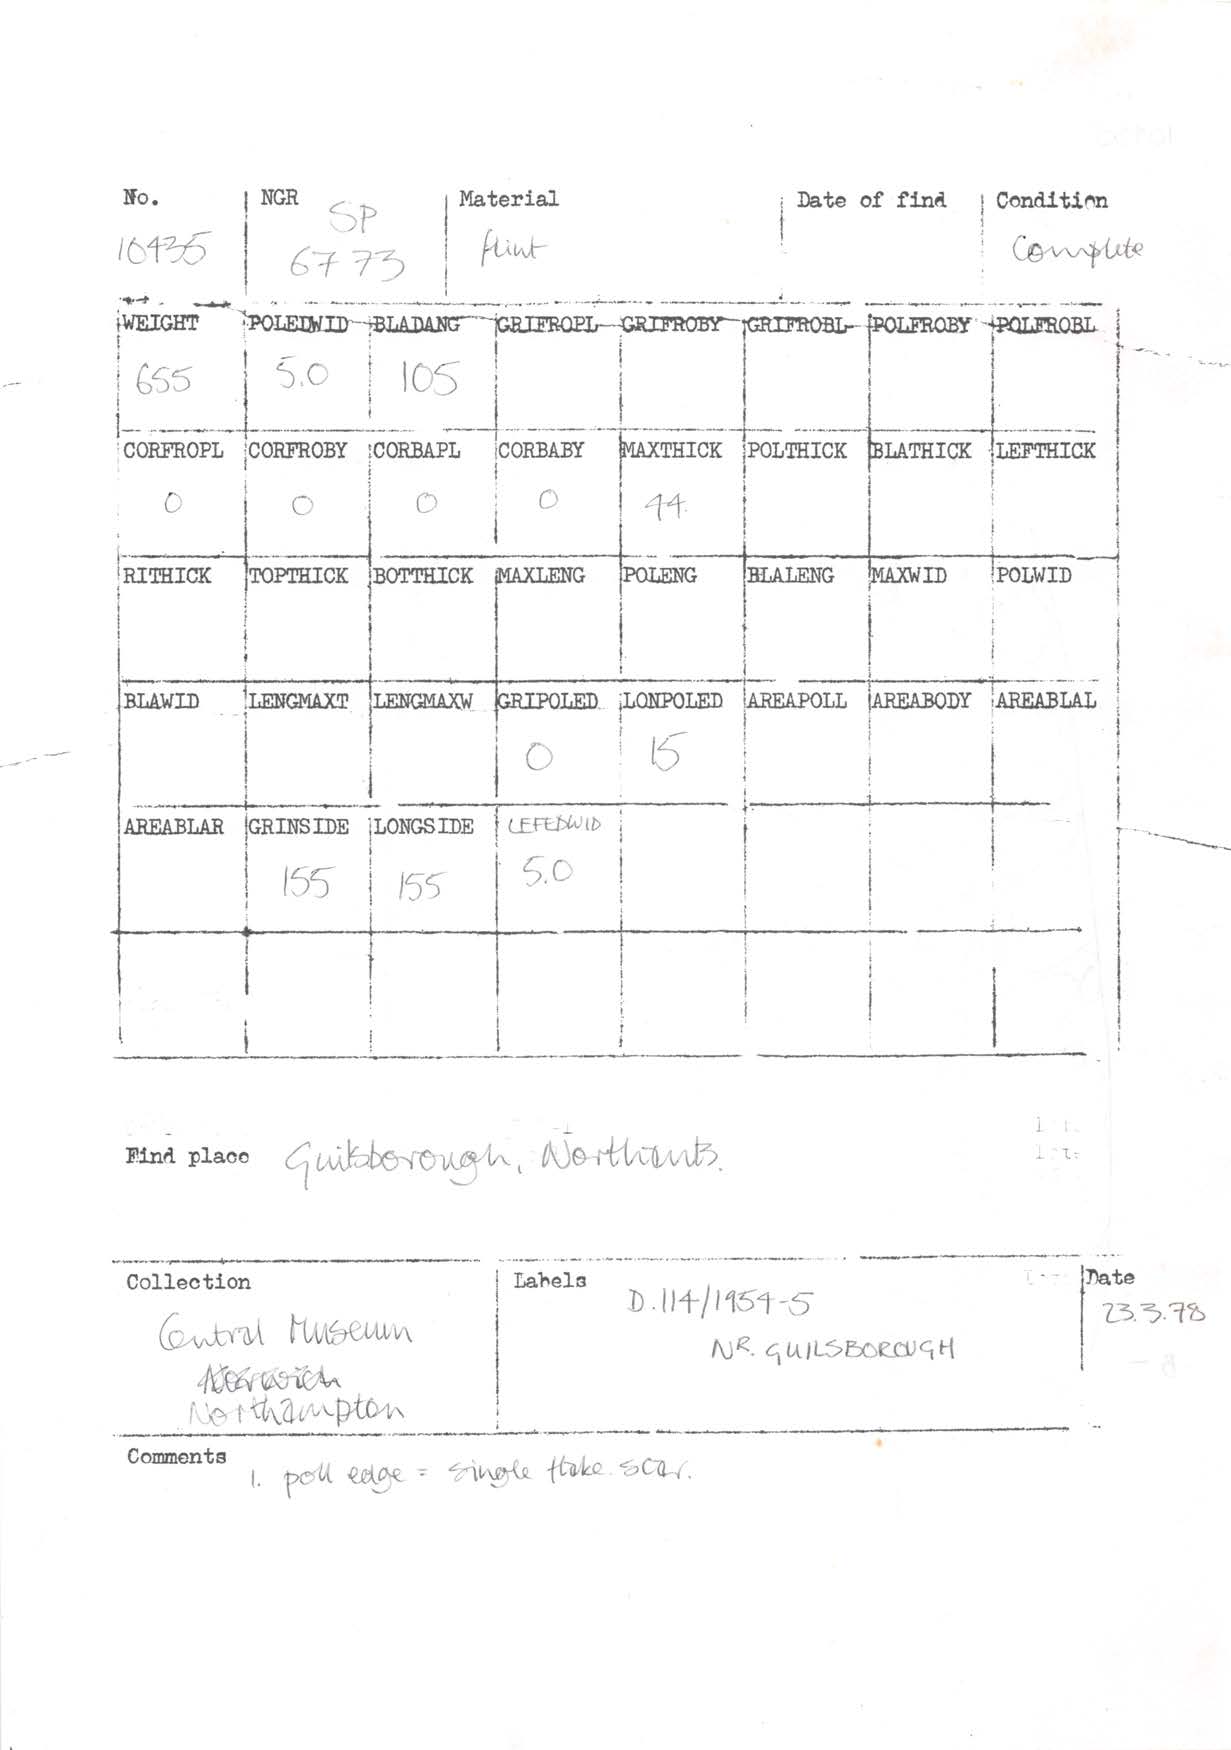 No. NGR Material Date of find Condition
SP
10435 6773 flint Complete
WEIGHT POLEDWID BLADANG GRIFROPL GRIFROBY GRIFROBL POLFROBY POLFROBL
655 5.0 105
CORFROPL CORFROBY CORBAPL CORBABY MAXTHICK POLTHICK BLATHICK LEFTHICK
0 0 0 0 44
RITHICK TOPTHICK BOTTHICK MAXLENG POLENG BLALENG MAXWID POLWID
BLAWID LENGMAXT LENGMAXW GRIPOLED LONPOLED AREAPOLL AREABODY AREABLAL
0 15
AREABLAR GRINSIDE LONGSIDE LEFEDWID
155 155 5.0
Find place Guilsborough, Northants.
Collection Labels Date
D.114/1954-5 23.3.78
Central Museum NR. GUILSBOROUGH
Northampton
Comments 1. poll edge = single flake scar.